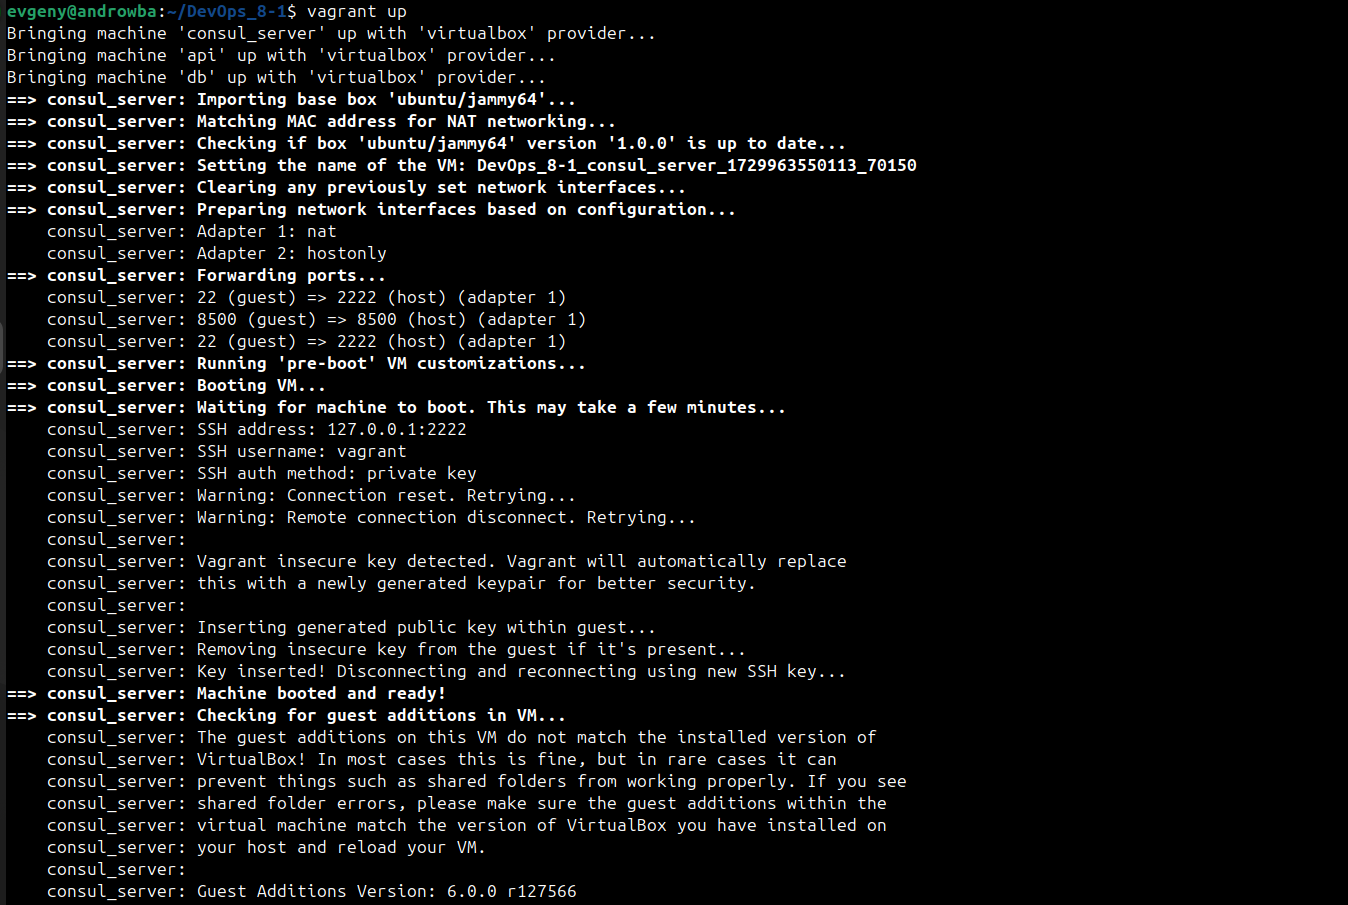 evgeny@androwba:~/DevOps_8-1$ vagrant up
Bringing machine 'consul_server' up with 'virtualbox' provider...
Bringing machine 'api' up with 'virtualbox' provider...
Bringing machine 'db' up with 'virtualbox' provider...
==> consul_server: Importing base box 'ubuntu/jammy64'...
==> consul_server: Matching MAC address for NAT networking...
==> consul_server: Checking if box 'ubuntu/jammy64' version '1.0.0' is up to date...
==> consul_server: Setting the name of the VM: DevOps_8-1_consul_server_1729963550113_70150
==> consul_server: Clearing any previously set network interfaces...
==> consul_server: Preparing network interfaces based on configuration...
    consul_server: Adapter 1: nat
    consul_server: Adapter 2: hostonly
==> consul_server: Forwarding ports...
    consul_server: 22 (guest) => 2222 (host) (adapter 1)
    consul_server: 8500 (guest) => 8500 (host) (adapter 1)
    consul_server: 22 (guest) => 2222 (host) (adapter 1)
==> consul_server: Running 'pre-boot' VM customizations...
==> consul_server: Booting VM...
==> consul_server: Waiting for machine to boot. This may take a few minutes...
    consul_server: SSH address: 127.0.0.1:2222
    consul_server: SSH username: vagrant
    consul_server: SSH auth method: private key
    consul_server: Warning: Connection reset. Retrying...
    consul_server: Warning: Remote connection disconnect. Retrying...
    consul_server:
    consul_server: Vagrant insecure key detected. Vagrant will automatically replace
    consul_server: this with a newly generated keypair for better security.
    consul_server:
    consul_server: Inserting generated public key within guest...
    consul_server: Removing insecure key from the guest if it's present...
    consul_server: Key inserted! Disconnecting and reconnecting using new SSH key...
==> consul_server: Machine booted and ready!
==> consul_server: Checking for guest additions in VM...
    consul_server: The guest additions on this VM do not match the installed version of
    consul_server: VirtualBox! In most cases this is fine, but in rare cases it can
    consul_server: prevent things such as shared folders from working properly. If you see
    consul_server: shared folder errors, please make sure the guest additions within the
    consul_server: virtual machine match the version of VirtualBox you have installed on
    consul_server: your host and reload your VM.
    consul_server:
    consul_server: Guest Additions Version: 6.0.0 r127566